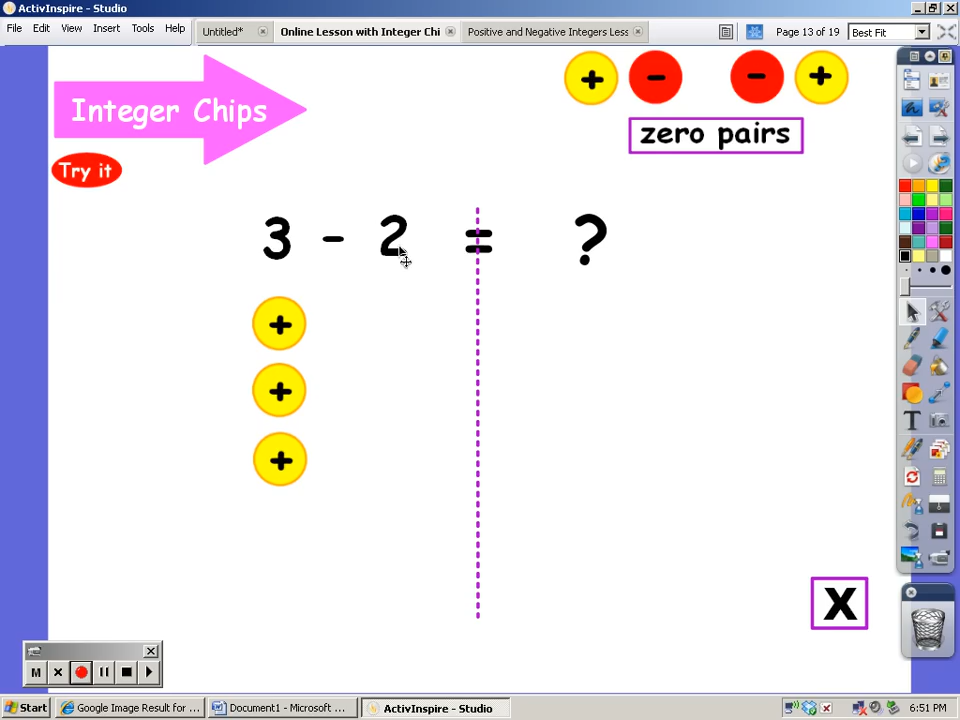 ActivInspire - Studio
File Edit View Insert Tools Help
Untitled*
Online Lesson with Integer Chi
Positive and Negative Integers Less
Page 13 of 19
Best Fit
Integer Chips
+ - - +
zero pairs
Try it
3 - 2 = ?
+
+
+
T
X
M
Start
Google Image Result for ...
Document1 - Microsoft ...
ActivInspire - Studio
6:51 PM